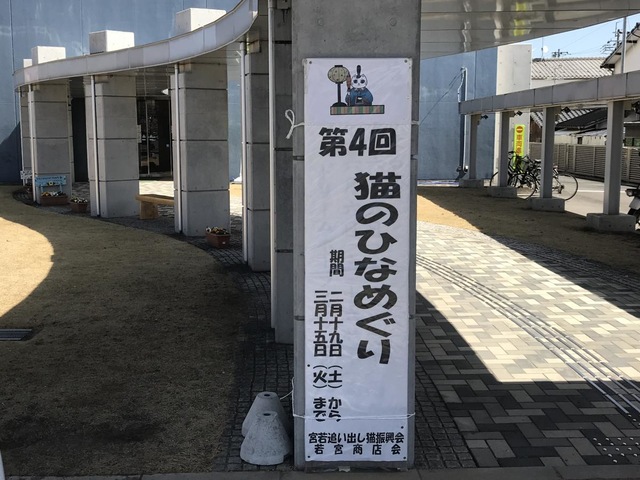 第4回
猫のひなめぐり
期間
二月十九日（土）から
三月十五日（火）まで
宮若追い出し猫振興会
若宮商店会